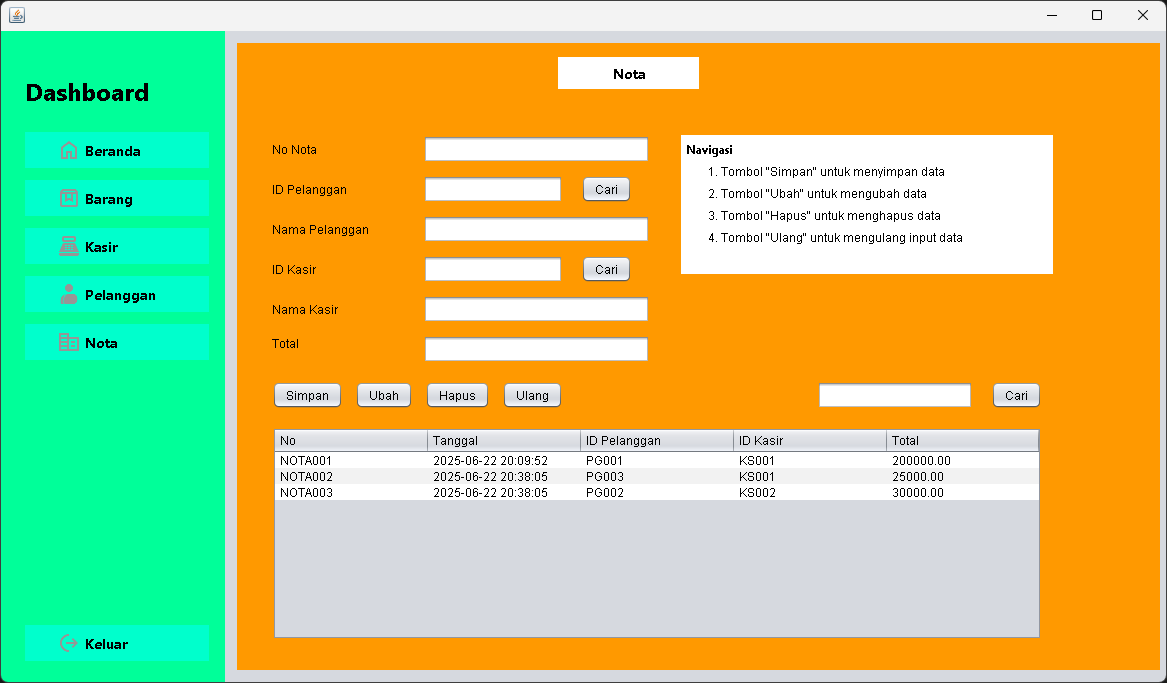 Dashboard
Beranda
Barang
Kasir
Pelanggan
Nota
Keluar
Nota
No Nota
ID Pelanggan Cari
Nama Pelanggan
ID Kasir Cari
Nama Kasir
Total
Navigasi
1. Tombol "Simpan" untuk menyimpan data
2. Tombol "Ubah" untuk mengubah data
3. Tombol "Hapus" untuk menghapus data
4. Tombol "Ulang" untuk mengulang input data
Simpan Ubah Hapus Ulang Cari
No Tanggal ID Pelanggan ID Kasir Total
NOTA001 2025-06-22 20:09:52 PG001 KS001 200000.00
NOTA002 2025-06-22 20:38:05 PG003 KS001 25000.00
NOTA003 2025-06-22 20:38:05 PG002 KS002 30000.00